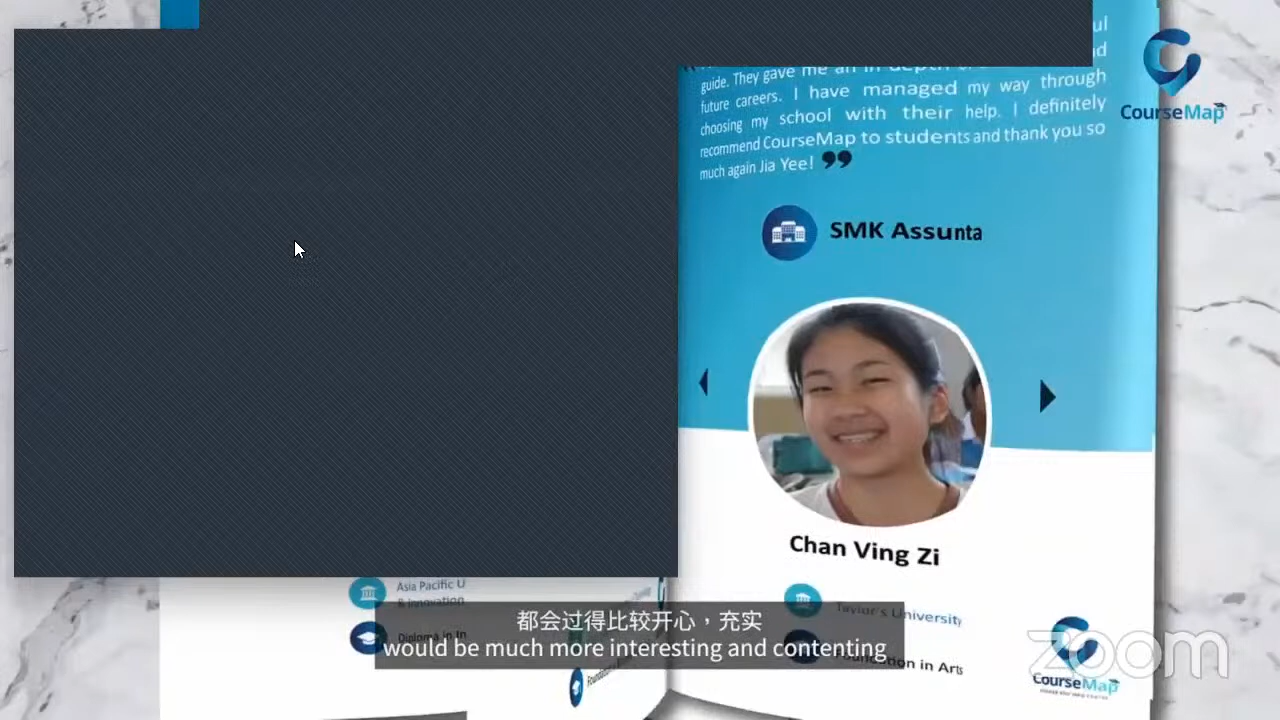 guide. They gave me an in depth
future careers. I have managed my way through
choosing my school with their help. I definitely
recommend CourseMap to students and thank you so
much again Jia Yee! ”
CourseMap
SMK Assunta
Chan Ving Zi
Taylor's University
Foundation in Arts
Asia Pacific U
& Innovation
Diploma in In
都会过得比较开心，充实
would be much more interesting and contenting
zoom
CourseMap